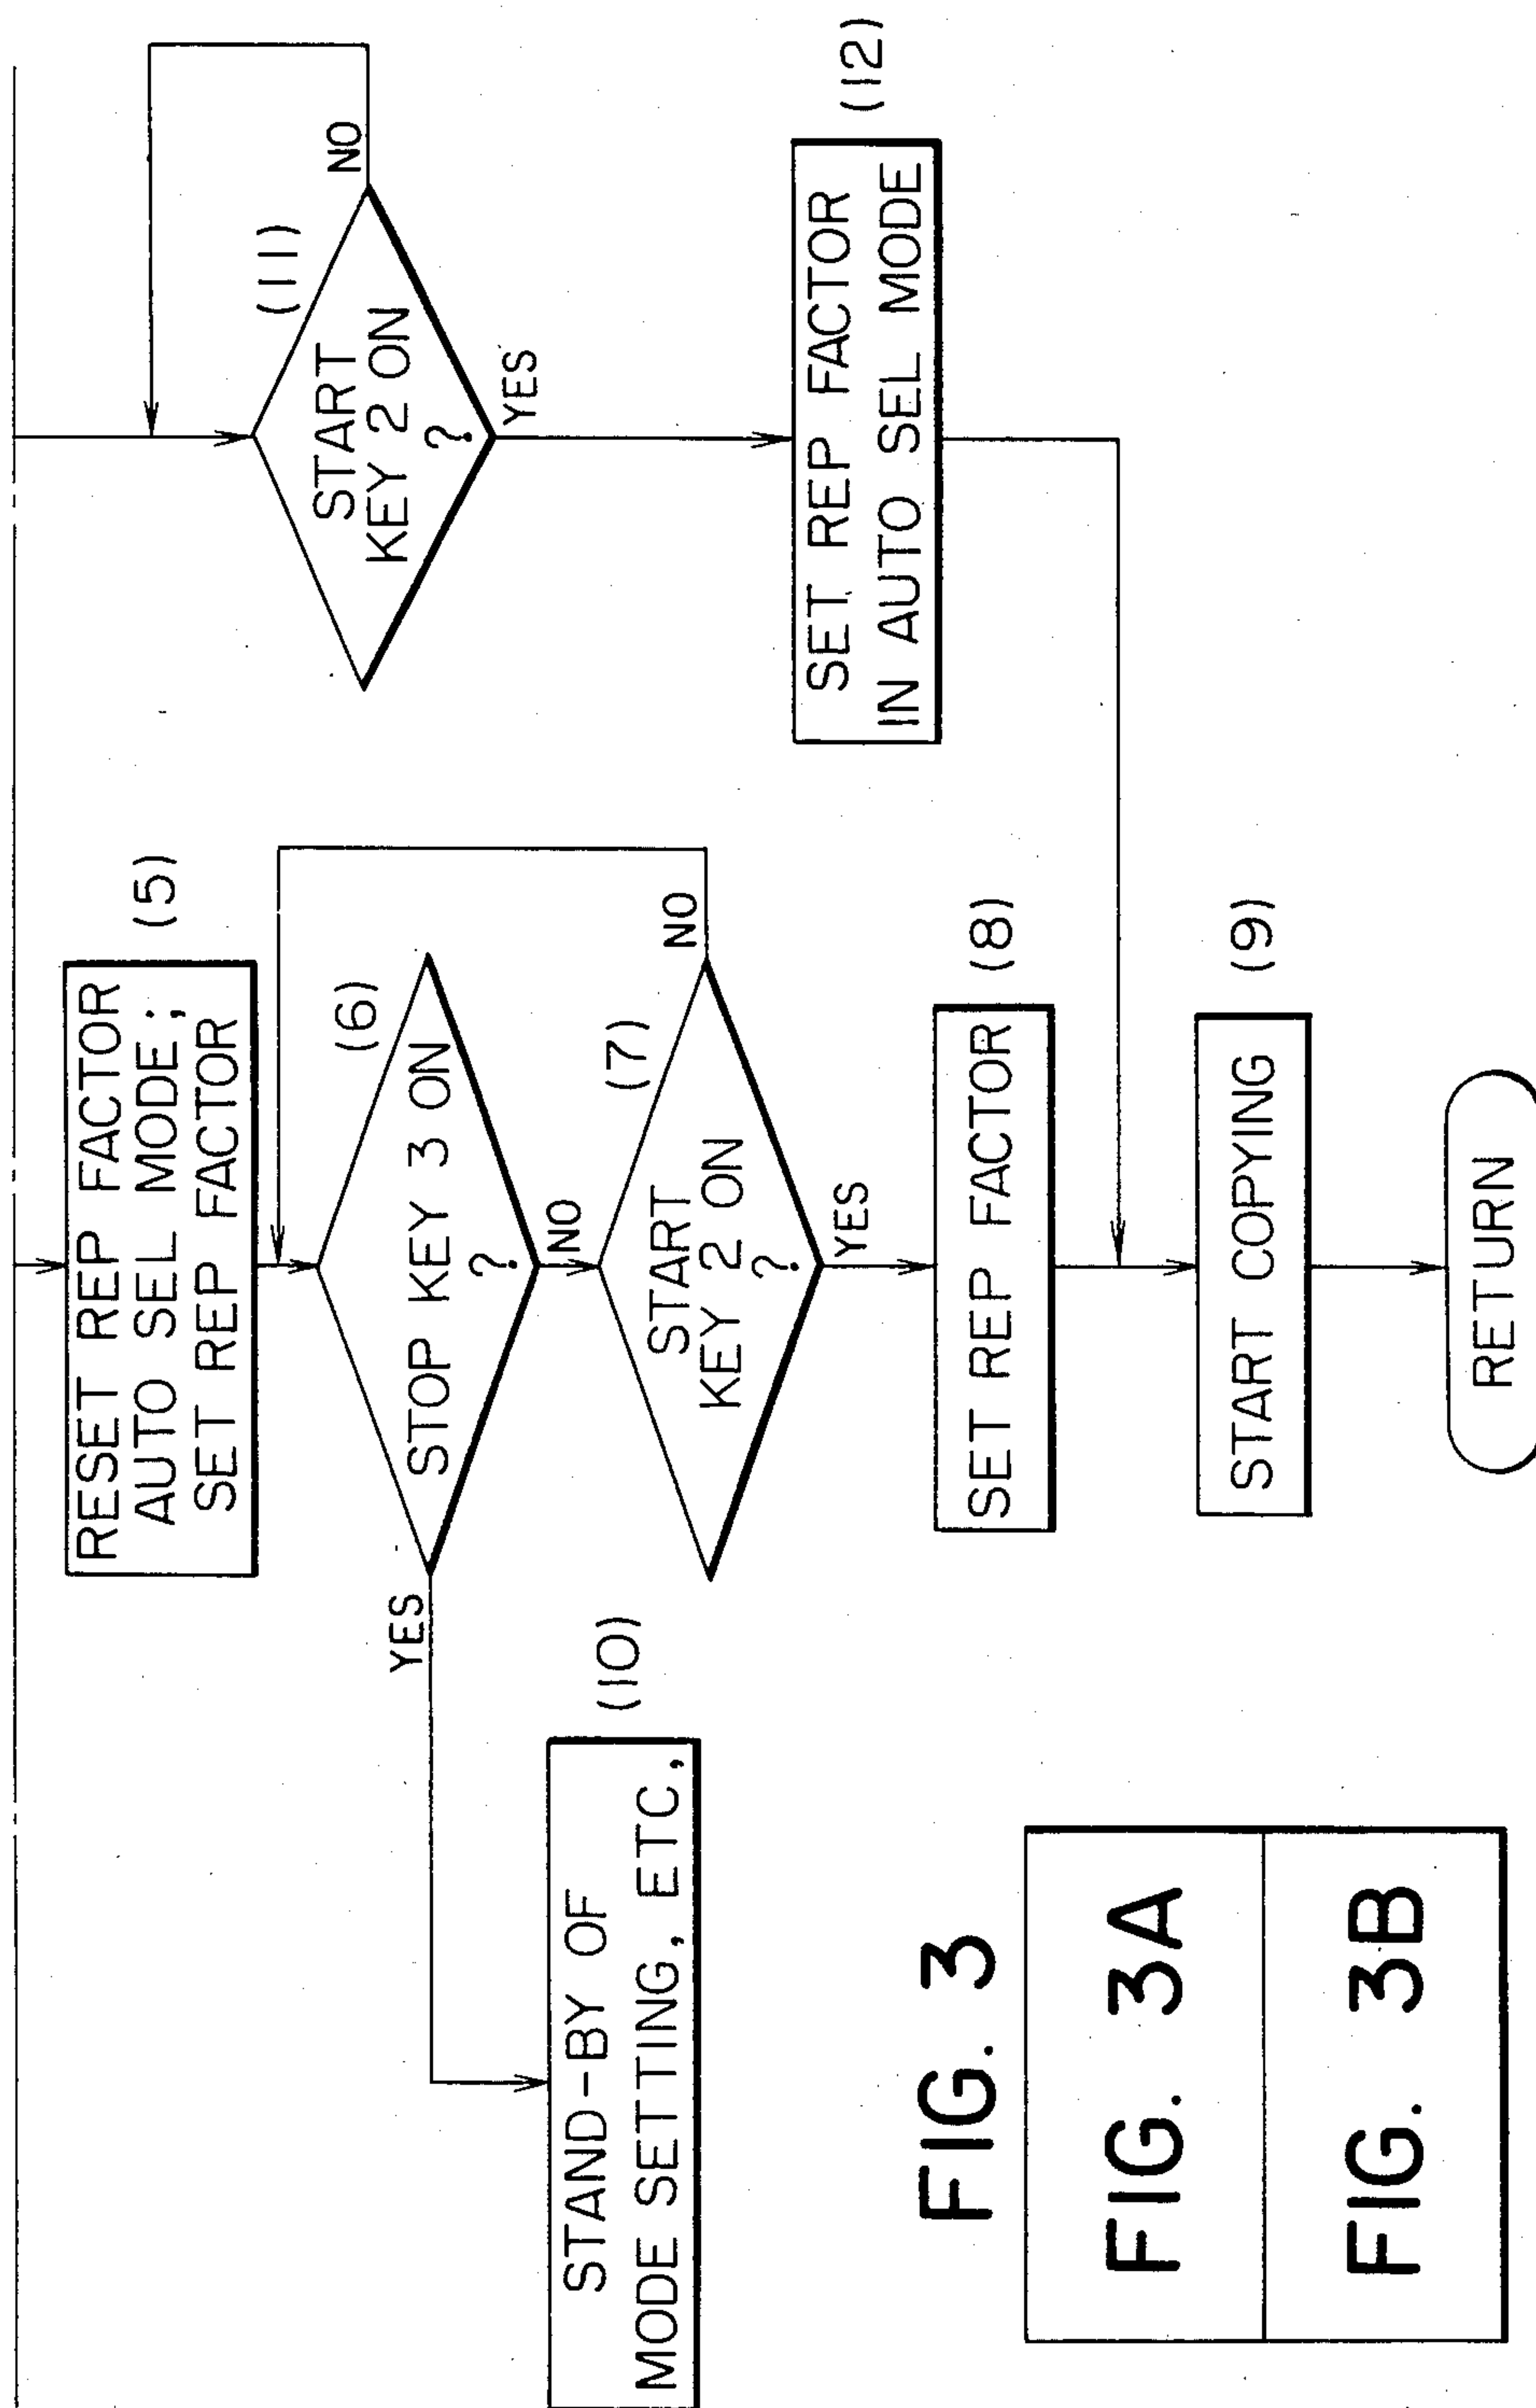 RESET REP FACTOR
AUTO SEL MODE;
SET REP FACTOR
(5)
STOP KEY 3 ON
?
(6)
YES
NO
START
KEY 2 ON
?
(7)
NO
YES
SET REP FACTOR
(8)
START COPYING
(9)
RETURN
STAND-BY OF
MODE SETTING, ETC,
(10)
START
KEY 2 ON
?
(11)
NO
YES
SET REP FACTOR
IN AUTO SEL MODE
(12)
FIG. 3
FIG. 3A
FIG. 3B